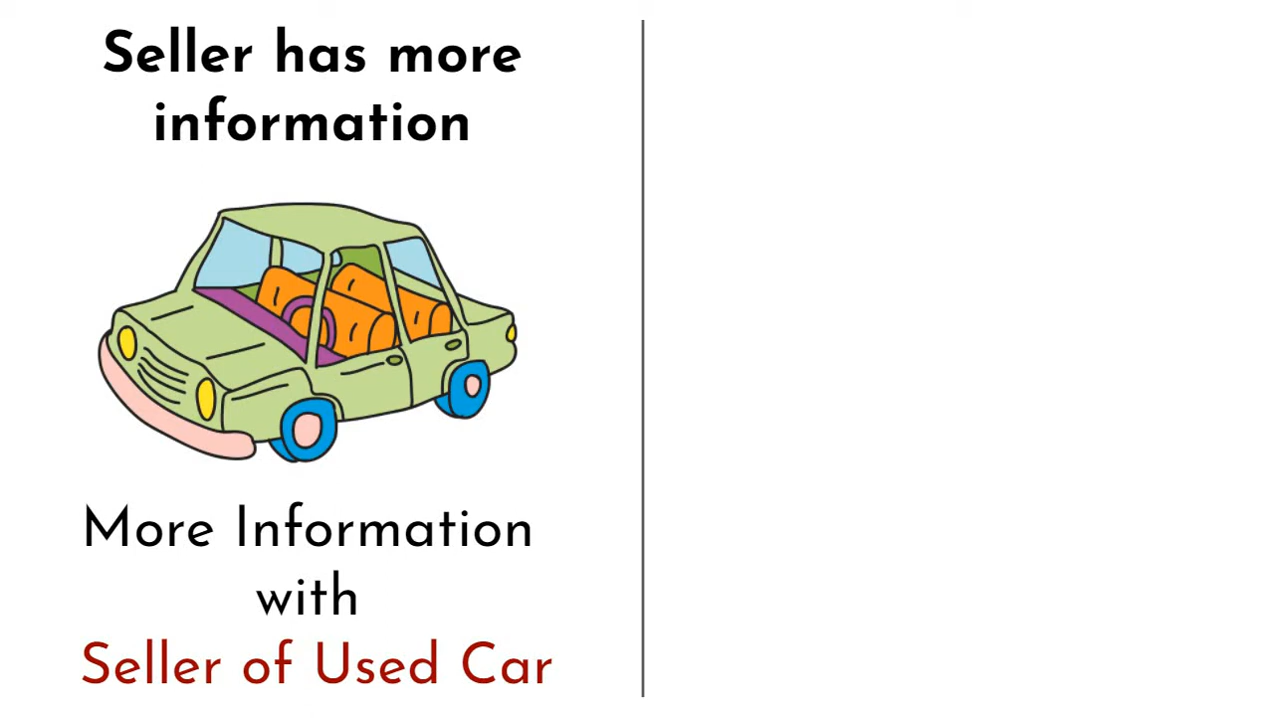 Seller has more
information
More Information
with
Seller of Used Car